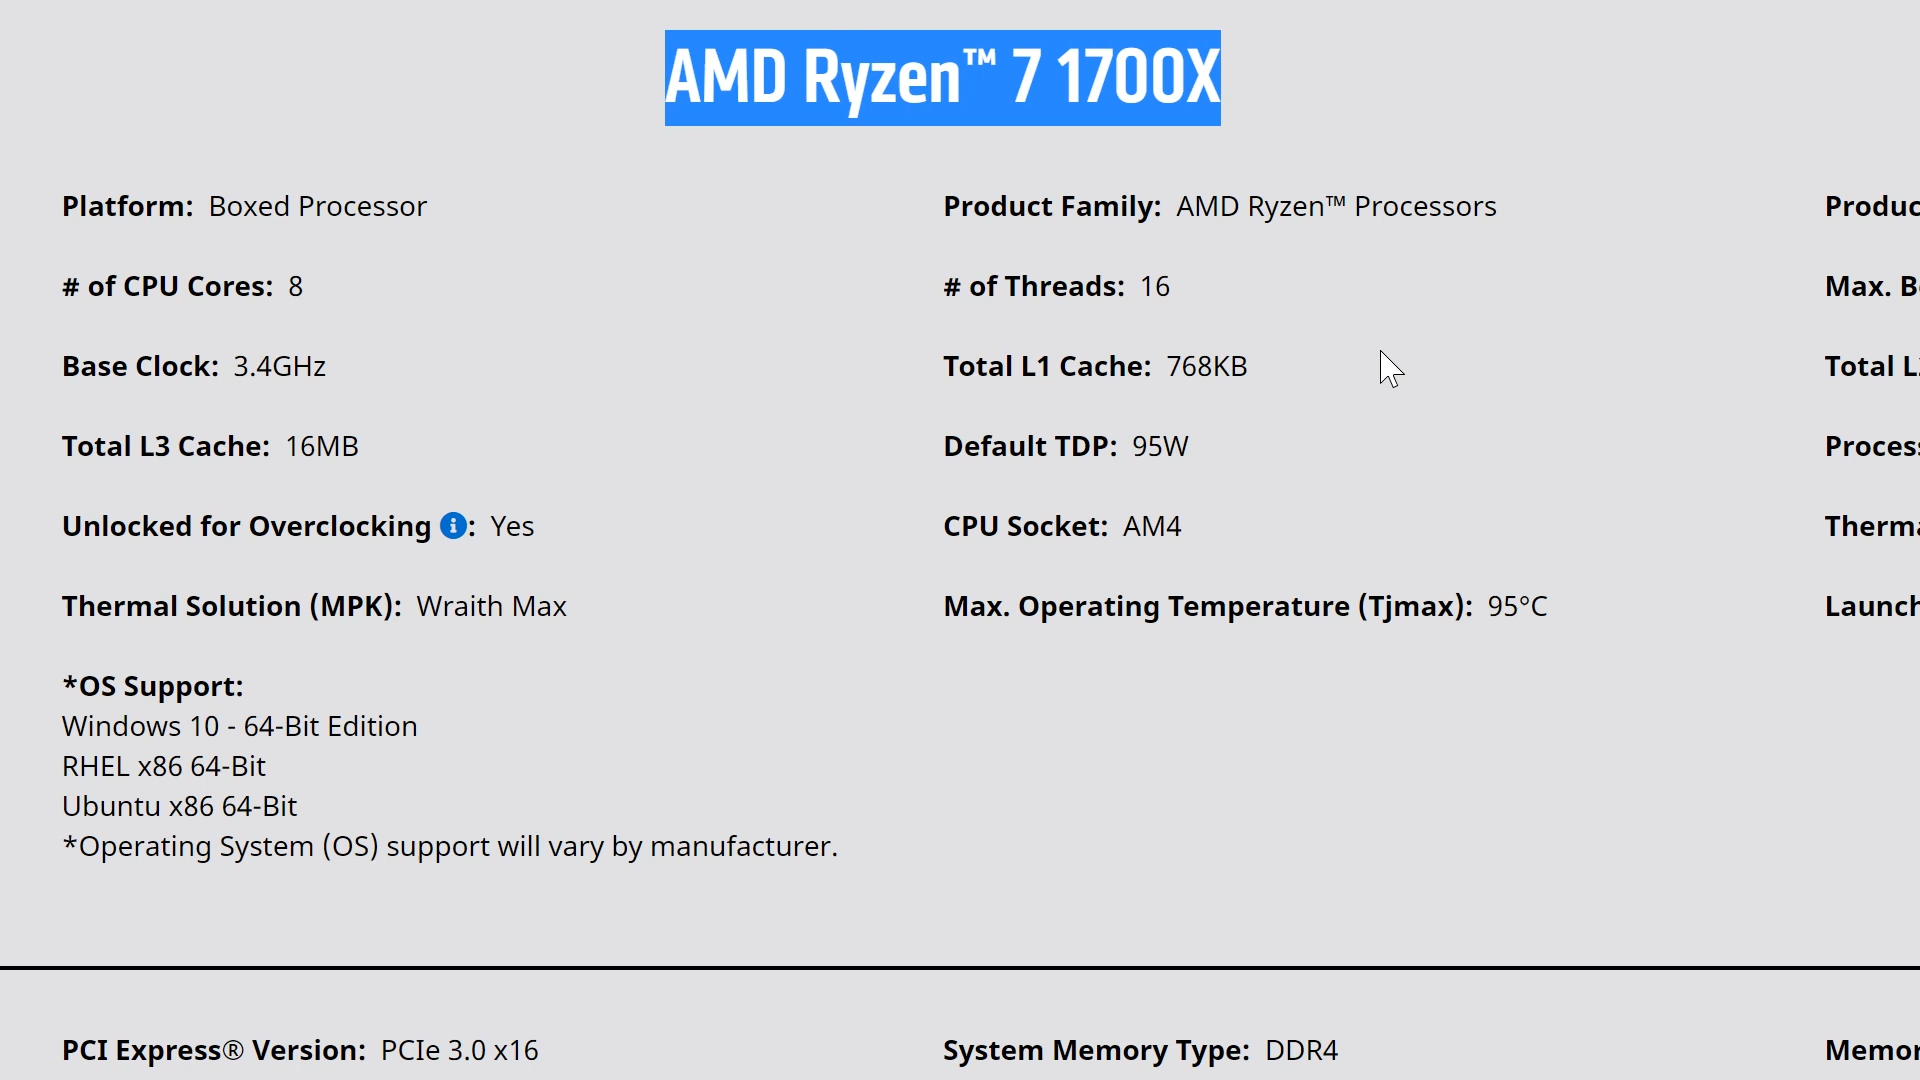 AMD Ryzen™ 7 1700X
Platform: Boxed Processor
Product Family: AMD Ryzen™ Processors
# of CPU Cores: 8
# of Threads: 16
Max.
Base Clock: 3.4GHz
Total L1 Cache: 768KB
Total
Total L3 Cache: 16MB
Default TDP: 95W
Unlocked for Overclocking i: Yes
CPU Socket: AM4
Thermal Solution (MPK): Wraith Max
Max. Operating Temperature (Tjmax): 95°C
Launch
*OS Support:
Windows 10 - 64-Bit Edition
RHEL x86 64-Bit
Ubuntu x86 64-Bit
*Operating System (OS) support will vary by manufacturer.
PCI Express® Version: PCIe 3.0 x16
System Memory Type: DDR4